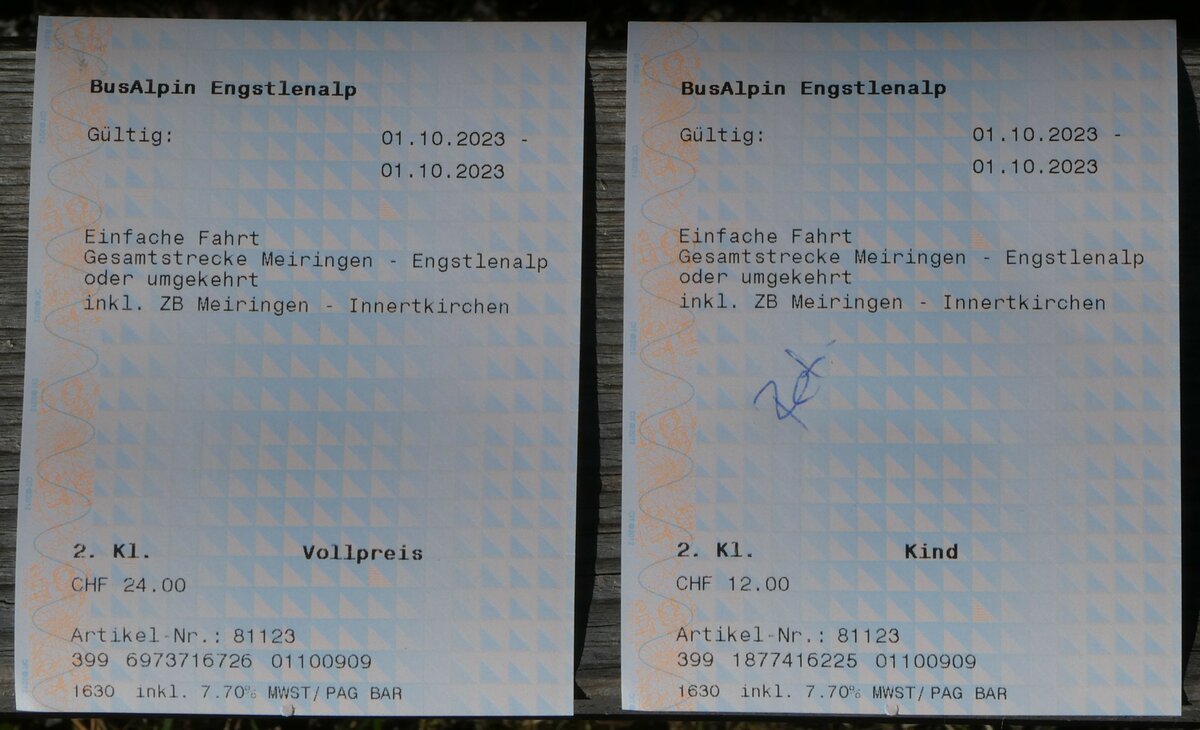 BusAlpin Engstlenalp
Gültig: 01.10.2023 -
01.10.2023
Einfache Fahrt
Gesamtstrecke Meiringen - Engstlenalp
oder umgekehrt
inkl. ZB Meiringen - Innertkirchen
2. Kl. Vollpreis
CHF 24.00
Artikel-Nr.: 81123
399 6973716726 01100909
1630 inkl. 7.70% MWST/PAG BAR
BusAlpin Engstlenalp
Gültig: 01.10.2023 -
01.10.2023
Einfache Fahrt
Gesamtstrecke Meiringen - Engstlenalp
oder umgekehrt
inkl. ZB Meiringen - Innertkirchen
2. Kl. Kind
CHF 12.00
Artikel-Nr.: 81123
399 1877416225 01100909
1630 inkl. 7.70% MWST/PAG BAR